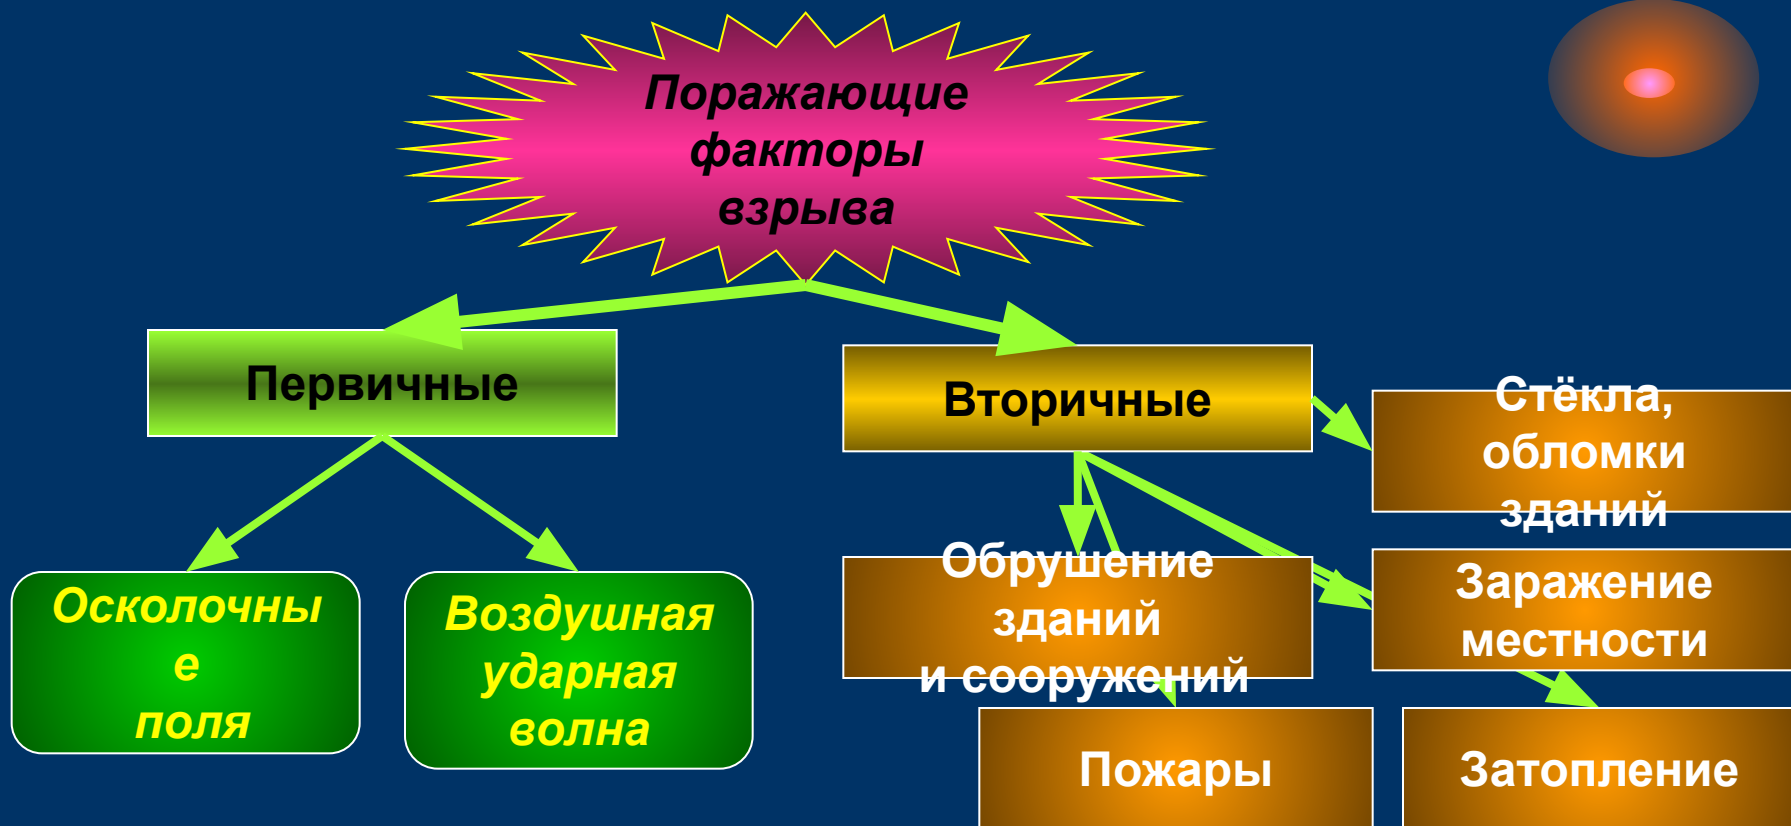 Поражающие
факторы
взрыва
Первичные
Вторичные
Стёкла,
обломки
зданий
Осколочны
е
поля
Воздушная
ударная
волна
Обрушение
зданий
и сооружений
Заражение
местности
Пожары
Затопление